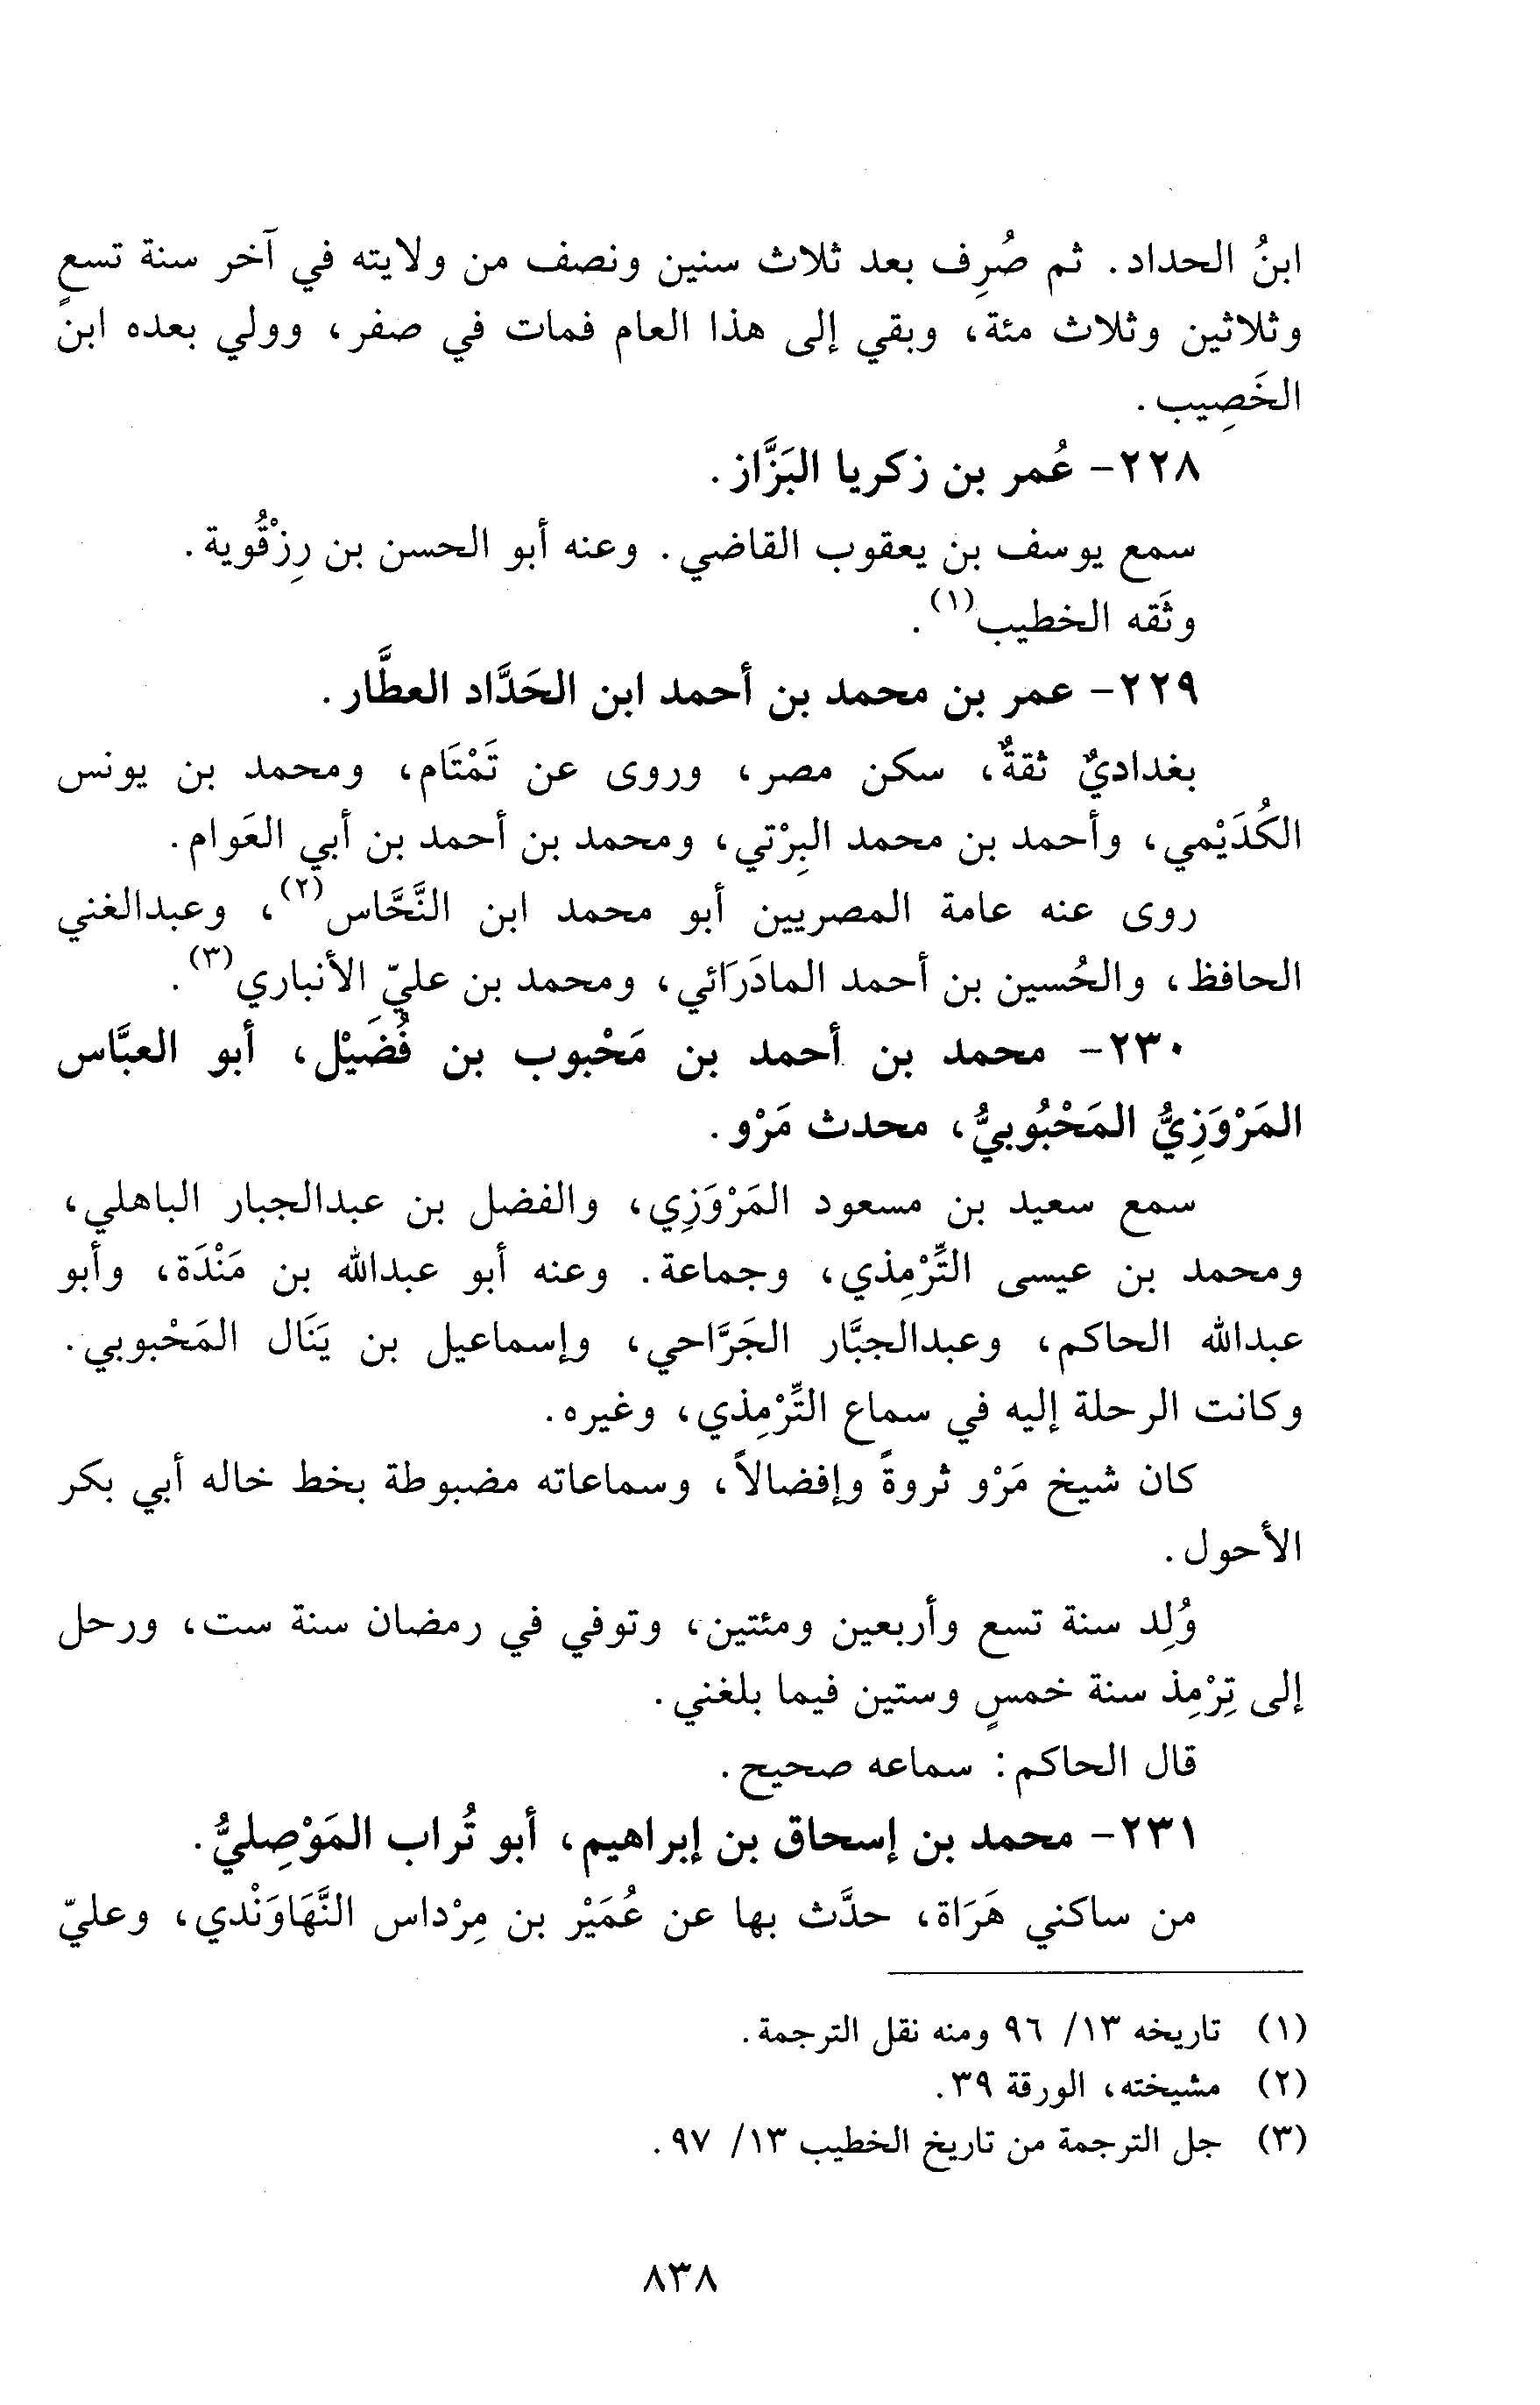 ابنُ الحداد. ثم صُرِف بعد ثلاث سنين ونصف من ولايته في آخر سنة تسعٍ
وثلاثين وثلاث مئة، وبقي إلى هذا العام فمات في صفر، وولي بعده ابن
الخَصِيب.
٢٢٨- عُمر بن زكريا البَزَّاز.
سمع يوسف بن يعقوب القاضي. وعنه أبو الحسن بن رِزْقُوية.
وثَقه الخطيب(١).
٢٢٩- عمر بن محمد بن أحمد ابن الحَدَّاد العطَّار.
بغداديٌ ثقةٌ، سكن مصر، وروى عن تَمْتَام، ومحمد بن يونس
الكُدَيْمي، وأحمد بن محمد البِرْتي، ومحمد بن أحمد بن أبي العَوام.
روى عنه عامة المصريين أبو محمد ابن النَّحَّاس(٢)، وعبدالغني
الحافظ، والحُسين بن أحمد المادَرَائي، ومحمد بن عليّ الأنباري(٣).
٢٣٠- محمد بن أحمد بن مَحْبوب بن فُضَيْل، أبو العبَّاس
المَرْوَزِيُّ المَحْبُوبيُّ، محدث مَرْو.
سمع سعيد بن مسعود المَرْوَزِي، والفضل بن عبدالجبار الباهلي،
ومحمد بن عيسى التِّرْمِذي، وجماعة. وعنه أبو عبدالله بن مَنْدَة، وأبو
عبدالله الحاكم، وعبدالجبَّار الجَرَّاحي، وإسماعيل بن يَنَال المَحْبوبي.
وكانت الرحلة إليه في سماع التِّرْمِذي، وغيره.
كان شيخ مَرْو ثروةً وإفضالاً، وسماعاته مضبوطة بخط خاله أبي بكر
الأحول.
وُلِد سنة تسع وأربعين ومئتين، وتوفي في رمضان سنة ست، ورحل
إلى تِرْمِذ سنة خمسٍ وستين فيما بلغني.
قال الحاكم: سماعه صحيح.
٢٣١- محمد بن إسحاق بن إبراهيم، أبو تُراب المَوْصِليُّ.
من ساكني هَرَاة، حدَّث بها عن عُمَيْر بن مِرْداس النَّهَاوَنْدي، وعليّ
(١) تاريخه ١٣/ ٩٦ ومنه نقل الترجمة.
(٢) مشيخته، الورقة ٣٩.
(٣) جل الترجمة من تاريخ الخطيب ١٣/ ٩٧.
٨٣٨